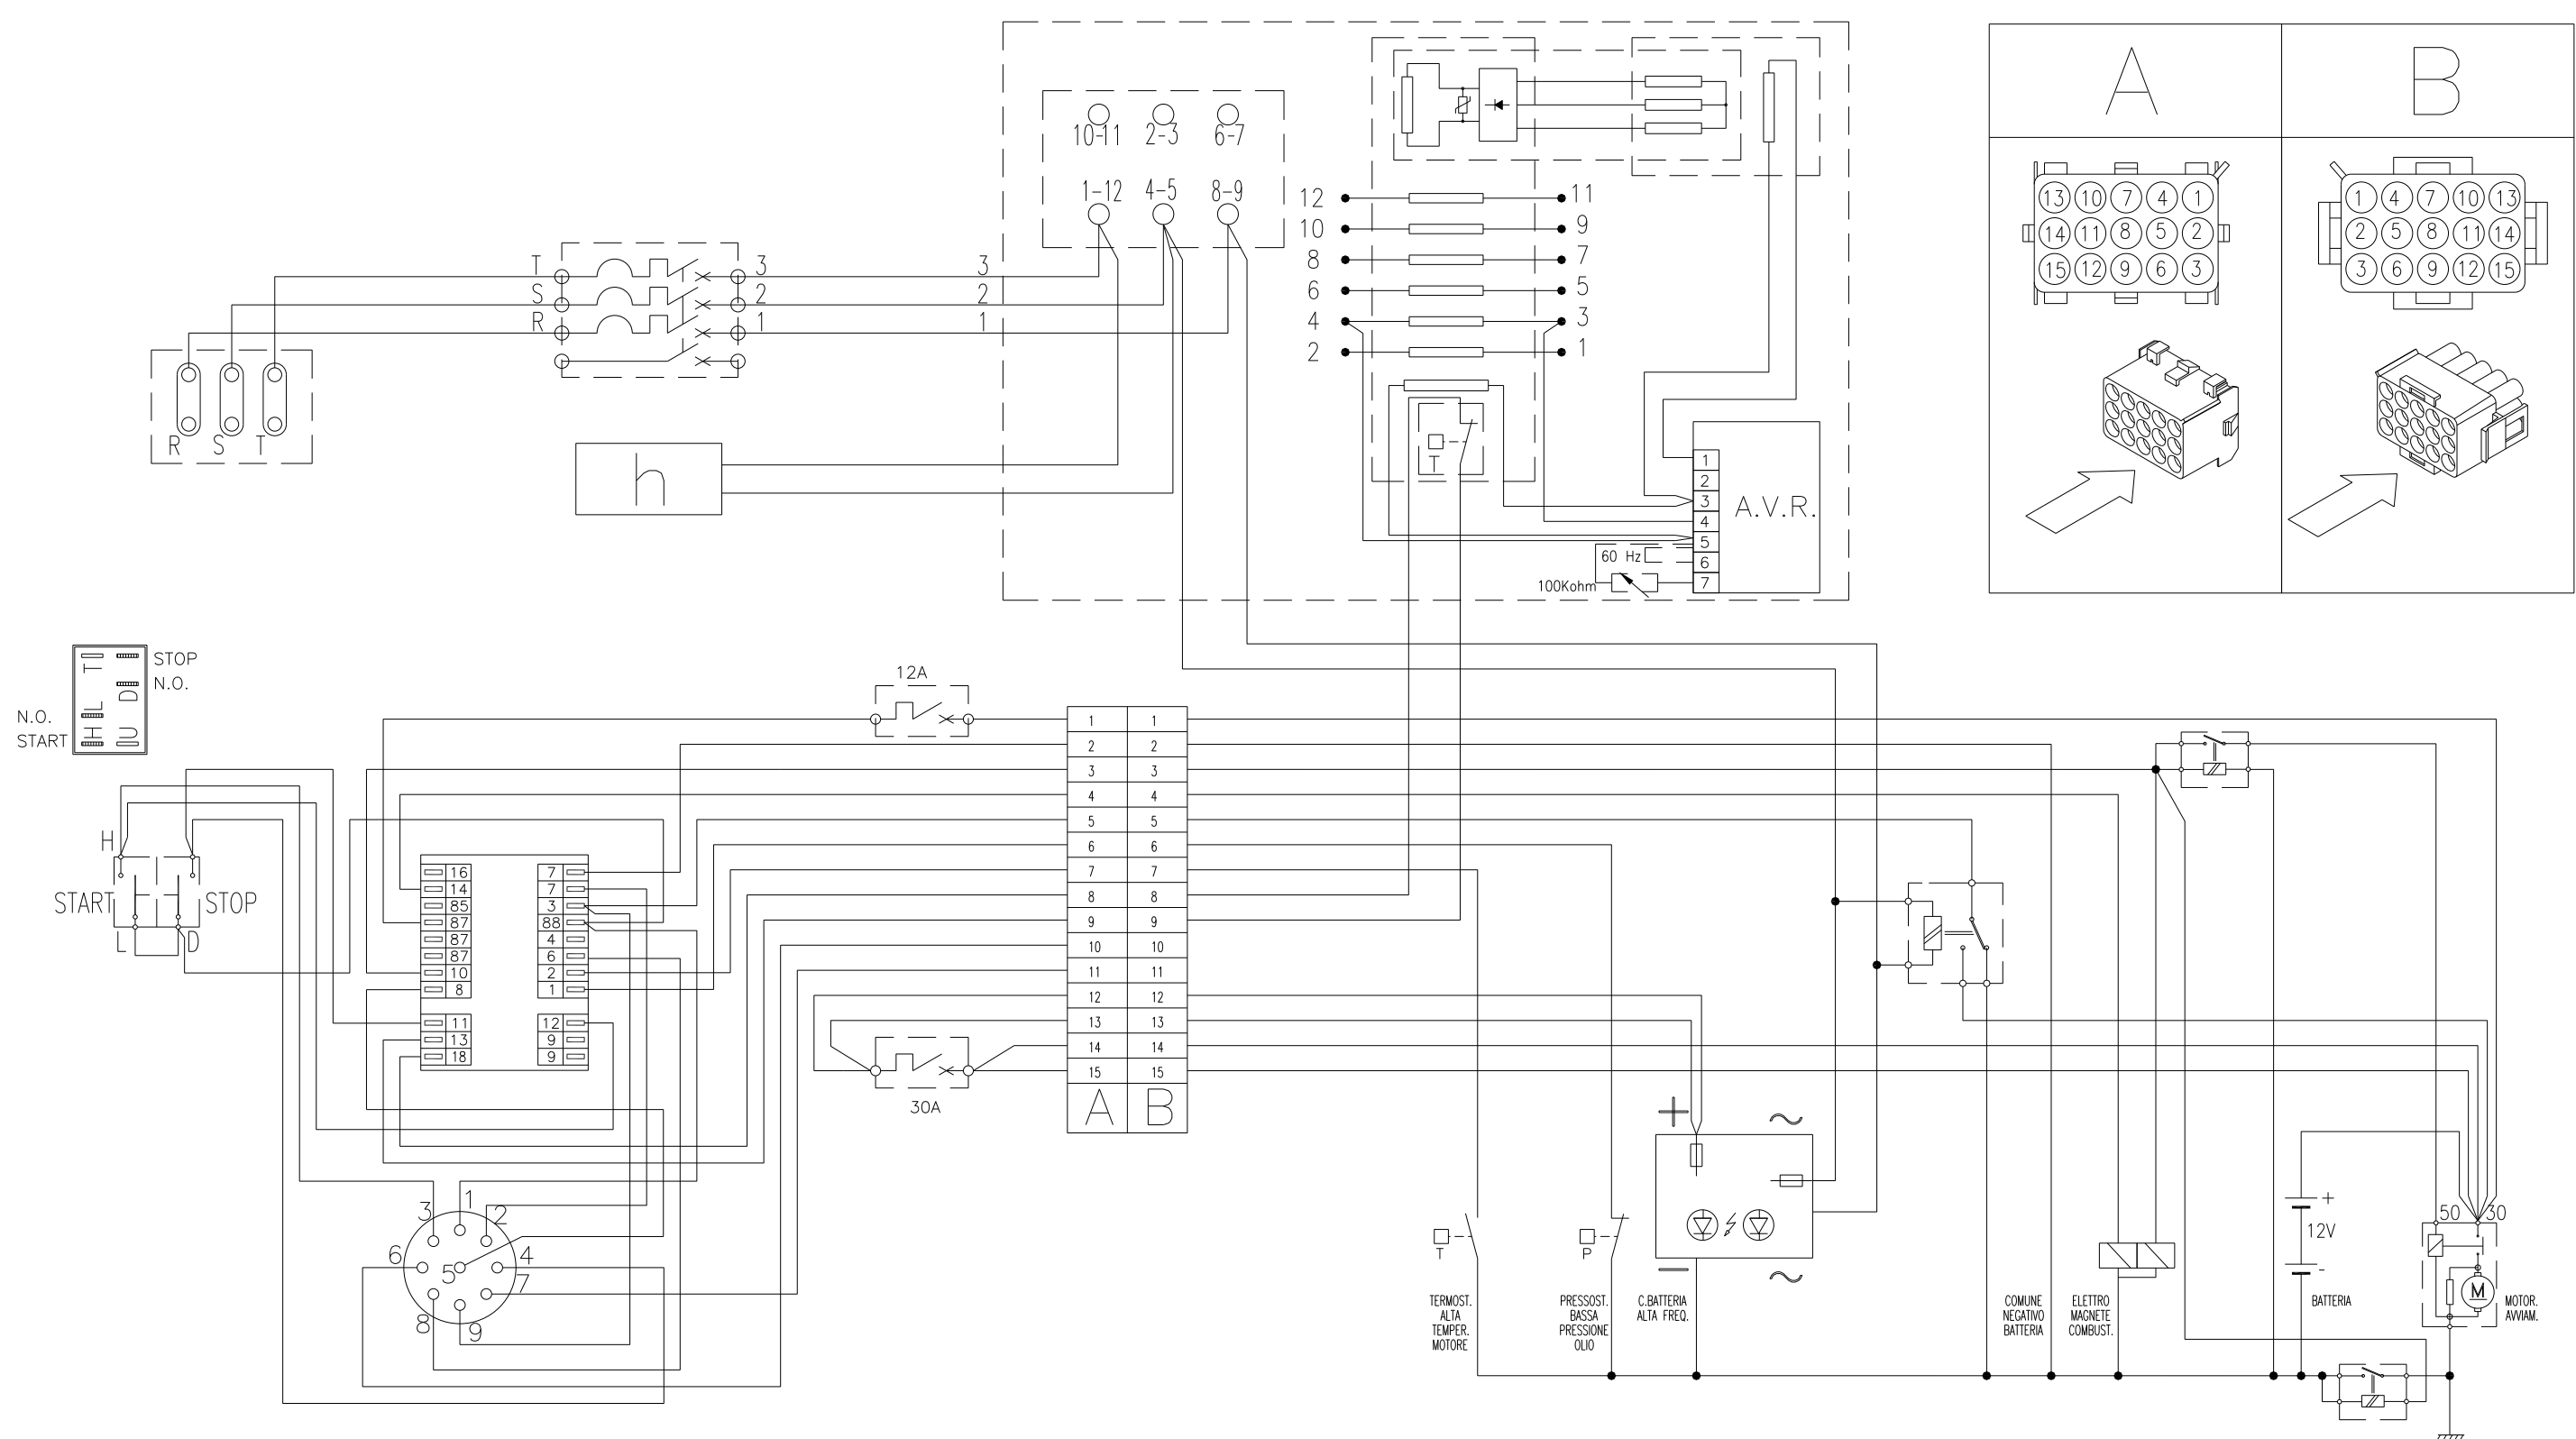 A B
10-11 2-3 6-7
1-12 4-5 8-9
12 11
10 9
8 7
6 5
4 3
2 1
13 10 7 4 1
14 11 8 5 2
15 12 9 6 3
1 4 7 10 13
2 5 8 11 14
3 6 9 12 15
T 3 3
S 2 2
R 1 1
R S T
h
T
1
2
3
4
5
6
7
A.V.R.
60 Hz
100Kohm
T L H
D U
STOP
N.O.
N.O.
START
H
START STOP
L D
12A
16 7
14 7
85 3
87 88
87 4
87 6
10 2
8 1
11 12
13 9
18 9
1 1
2 2
3 3
4 4
5 5
6 6
7 7
8 8
9 9
10 10
11 11
12 12
13 13
14 14
15 15
A B
30A
3 1 2
6 5 4
7
8 9
+ ~
- ~
T
TERMOST.
ALTA
TEMPER.
MOTORE
P
PRESSOST.
BASSA
PRESSIONE
OLIO
C.BATTERIA
ALTA FREQ.
COMUNE
NEGATIVO
BATTERIA
ELETTRO
MAGNETE
COMBUST.
+
12V
-
BATTERIA
50 30
M
MOTOR.
AVVIAM.